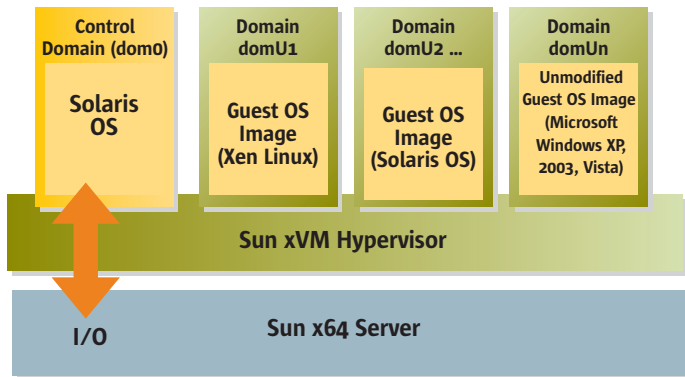 Control
Domain (dom0)
Solaris
OS
Domain
domU1
Guest OS
Image
(Xen Linux)
Domain
domU2 ...
Guest OS
Image
(Solaris OS)
Domain
domUn
Unmodified
Guest OS Image
(Microsoft
Windows XP,
2003, Vista)
Sun xVM Hypervisor
I/O
Sun x64 Server